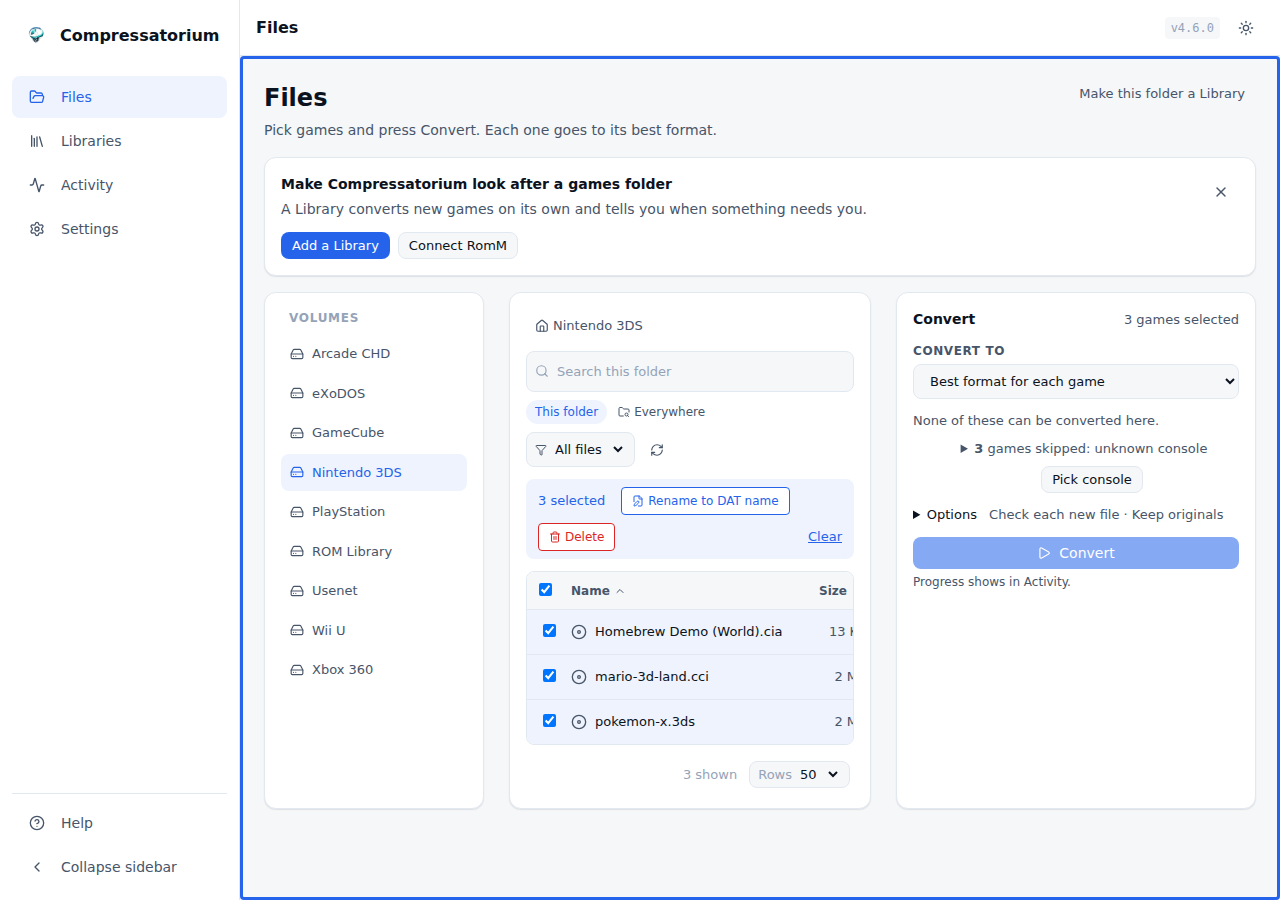 Compressatorium
Files
v4.6.0
Files
Libraries
Activity
Settings
Help
Collapse sidebar
Files
Make this folder a Library
Pick games and press Convert. Each one goes to its best format.
Make Compressatorium look after a games folder
A Library converts new games on its own and tells you when something needs you.
Add a Library
Connect RomM
VOLUMES
Arcade CHD
eXoDOS
GameCube
Nintendo 3DS
PlayStation
ROM Library
Usenet
Wii U
Xbox 360
Nintendo 3DS
Search this folder
This folder
Everywhere
All files
3 selected
Rename to DAT name
Delete
Clear
Name
Size
Homebrew Demo (World).cia
13
mario-3d-land.cci
2
pokemon-x.3ds
2
3 shown
Rows 50
Convert
3 games selected
CONVERT TO
Best format for each game
None of these can be converted here.
3 games skipped: unknown console
Pick console
Options
Check each new file · Keep originals
Convert
Progress shows in Activity.